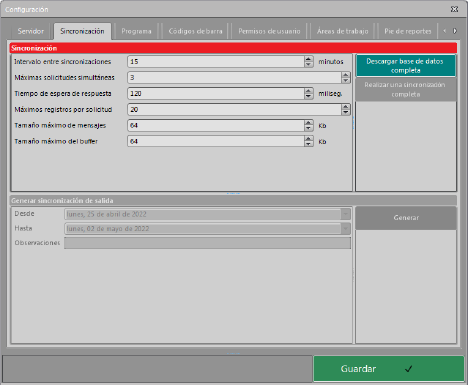 Configuración
Servidor Sincronización Programa Códigos de barra Permisos de usuario Áreas de trabajo Pie de reportes
Sincronización
Intervalo entre sincronizaciones 15 minutos
Máximas solicitudes simultáneas 3
Tiempo de espera de respuesta 120 miliseg.
Máximos registros por solicitud 20
Tamaño máximo de mensajes 64 Kb
Tamaño máximo del buffer 64 Kb
Descargar base de datos
completa
Realizar una sincronización
completa
Generar sincronización de salida
Desde lunes, 25 de abril de 2022
Hasta lunes, 02 de mayo de 2022
Observaciones
Generar
Guardar